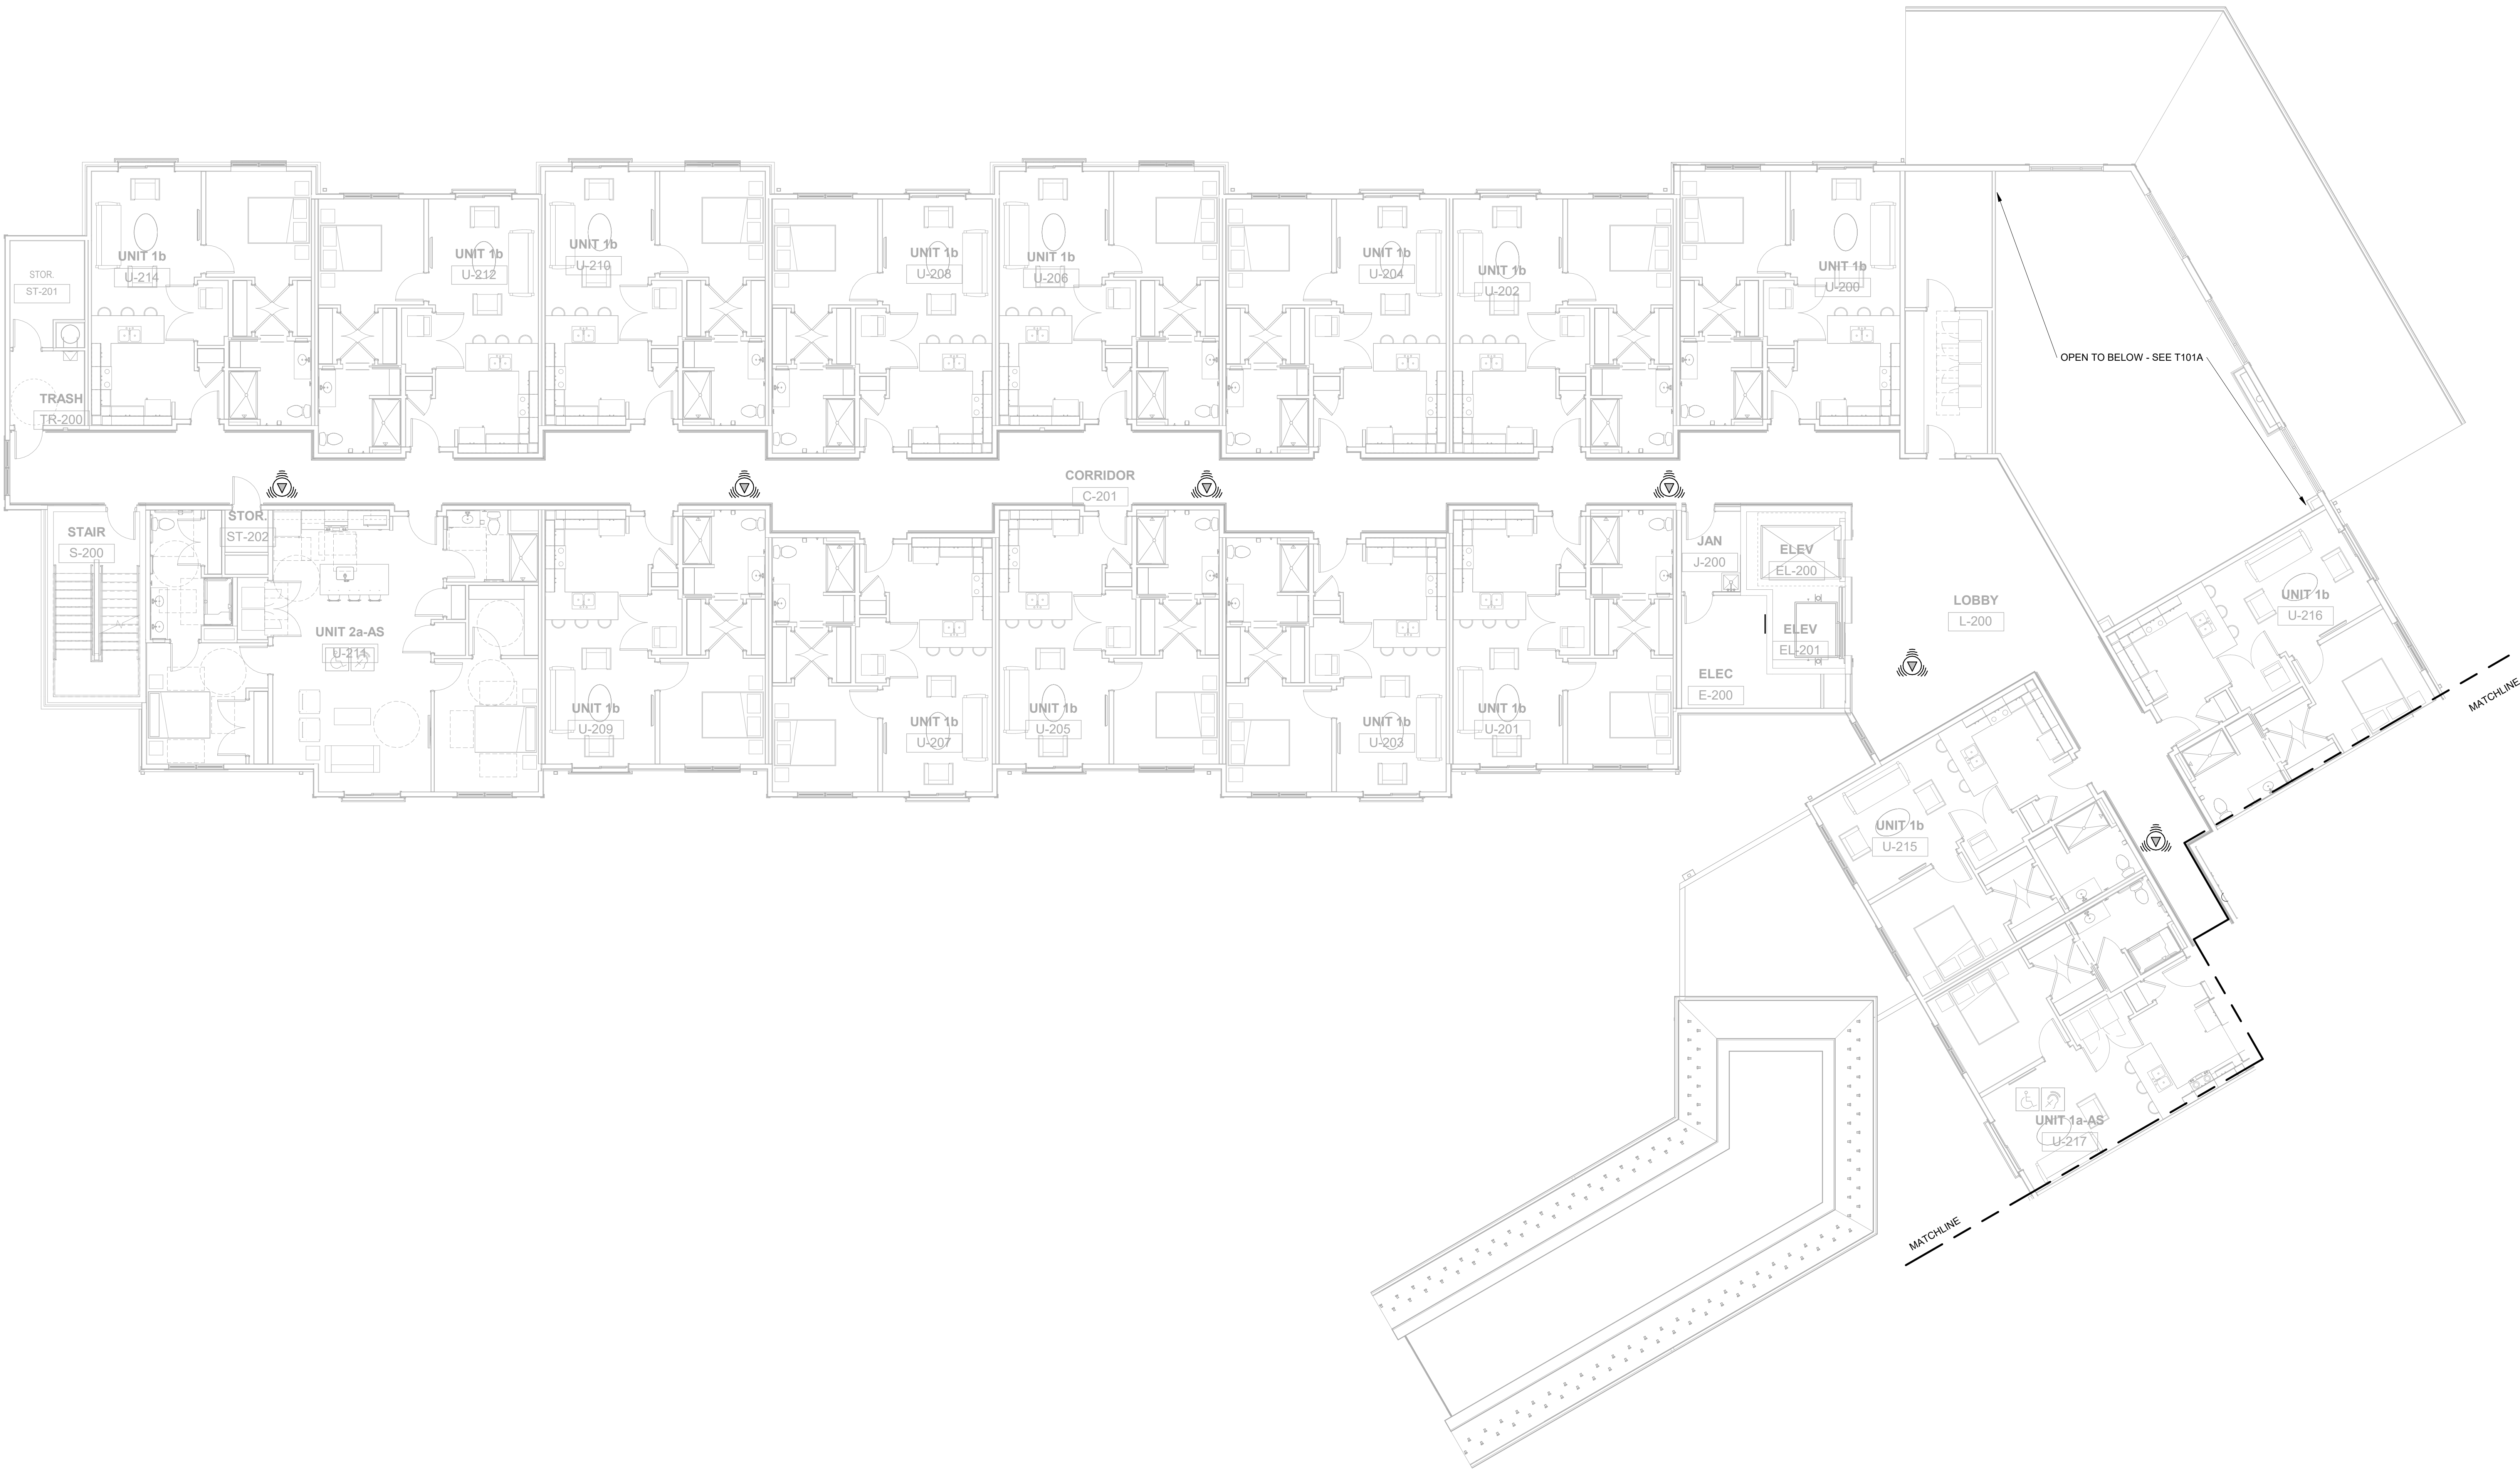 UNIT 1b
U-214
UNIT 1b
U-212
UNIT 1b
U-210
UNIT 1b
U-208
UNIT 1b
U-206
UNIT 1b
U-204
UNIT 1b
U-202
UNIT 1b
U-200
STOR.
ST-201
OPEN TO BELOW - SEE T101A
TRASH
TR-200
CORRIDOR
C-201
STAIR
S-200
STOR.
ST-202
JAN
J-200
ELEV
EL-200
LOBBY
L-200
UNIT 1b
U-216
UNIT 2a-AS
U-211
ELEV
EL-201
ELEC
E-200
MATCHLINE
UNIT 1b
U-209
UNIT 1b
U-207
UNIT 1b
U-205
UNIT 1b
U-203
UNIT 1b
U-201
UNIT 1b
U-215
UNIT 1a-AS
U-217
MATCHLINE